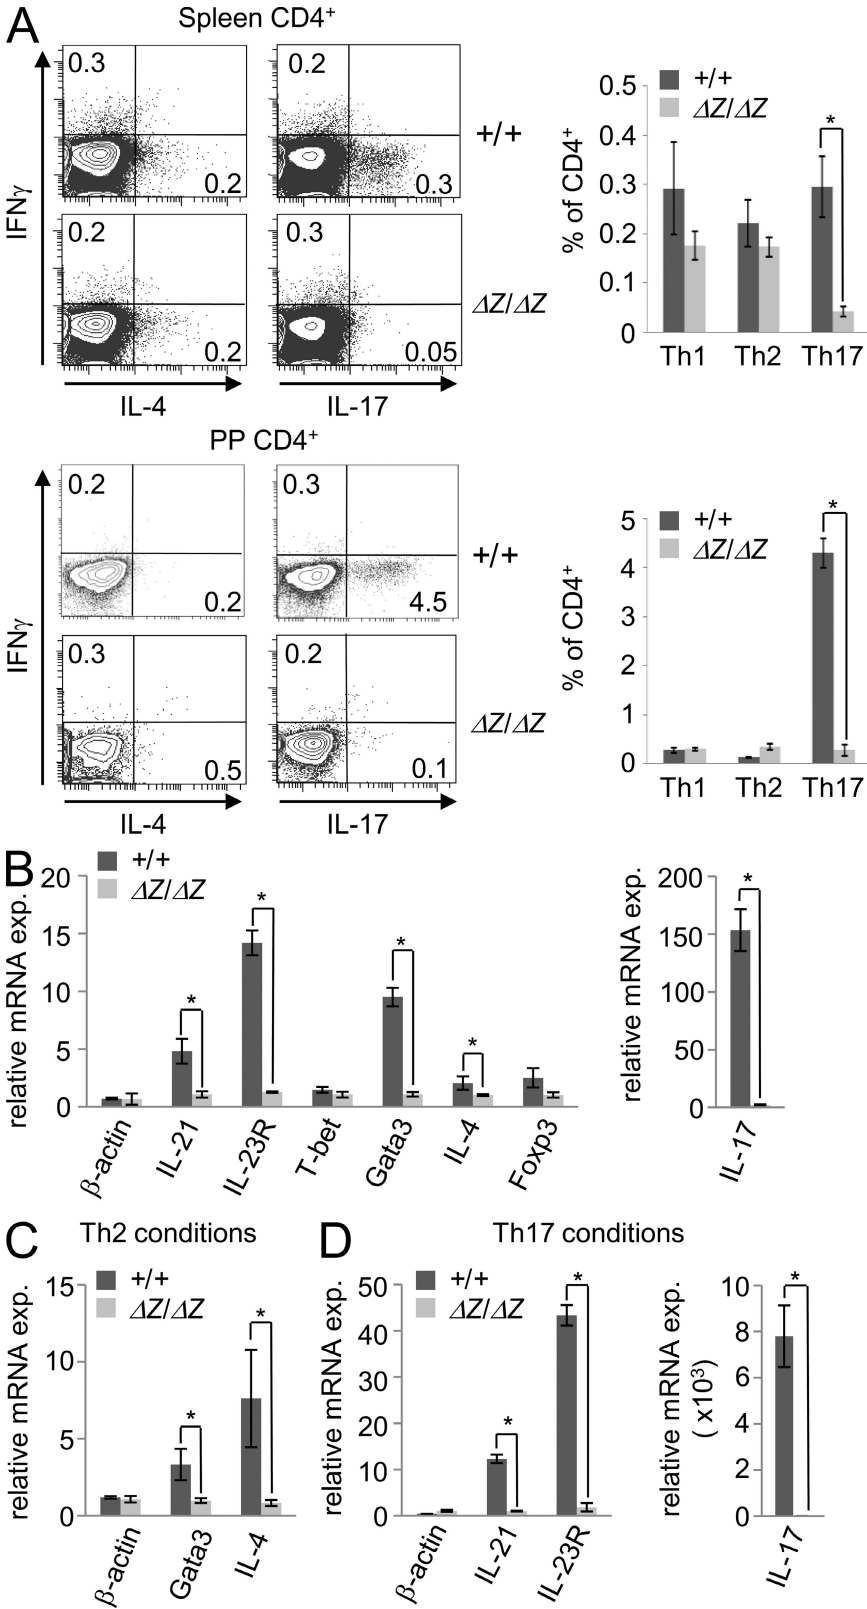 A
Spleen CD4⁺
0.3
0.2
+/+
0.2
0.3
IFNγ
0.2
0.3
ΔZ/ΔZ
0.2
0.05
IL-4
IL-17
+/+
ΔZ/ΔZ
*
% of CD4⁺
0.5
0.4
0.3
0.2
0.1
0
Th1
Th2
Th17
PP CD4⁺
0.2
0.3
+/+
0.2
4.5
IFNγ
0.3
0.2
ΔZ/ΔZ
0.5
0.1
IL-4
IL-17
+/+
ΔZ/ΔZ
*
% of CD4⁺
5
4
3
2
1
0
Th1
Th2
Th17
B
+/+
ΔZ/ΔZ
relative mRNA exp.
20
15
10
5
0
*
*
*
*
β-actin
IL-21
IL-23R
T-bet
Gata3
IL-4
Foxp3
relative mRNA exp.
200
150
100
50
0
*
IL-17
C
Th2 conditions
+/+
ΔZ/ΔZ
relative mRNA exp.
15
10
5
0
*
*
β-actin
Gata3
IL-4
D
Th17 conditions
+/+
ΔZ/ΔZ
relative mRNA exp.
50
40
30
20
10
0
*
*
β-actin
IL-21
IL-23R
relative mRNA exp.
( x10³)
10
8
6
4
2
0
*
IL-17